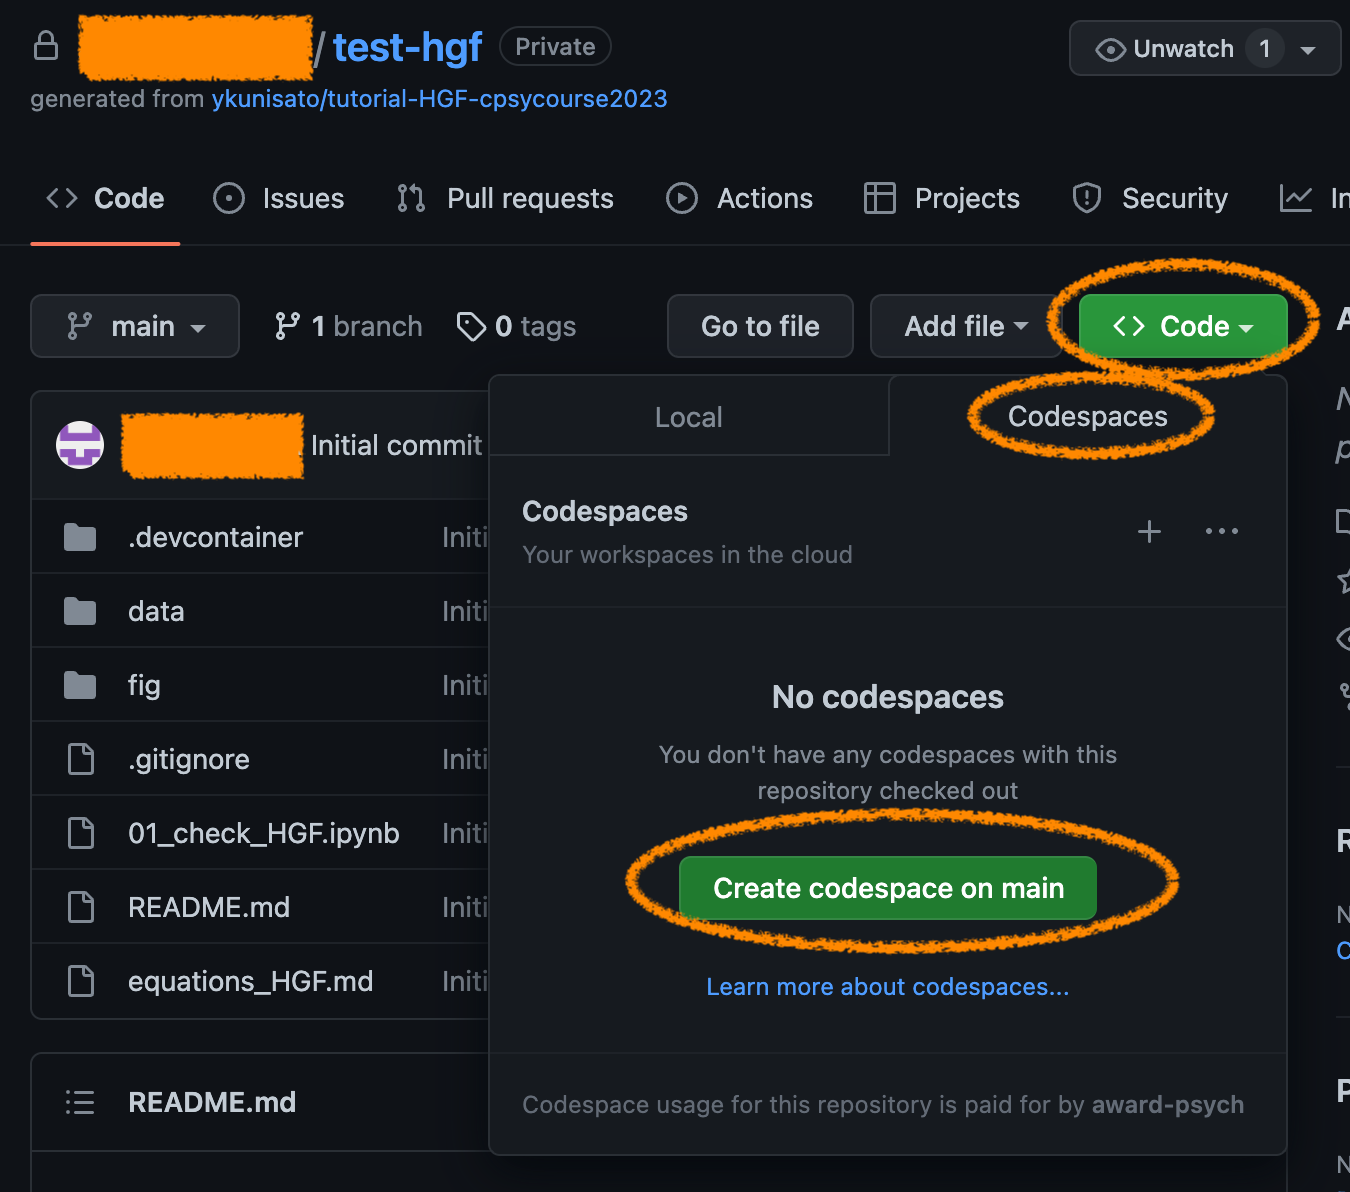 / test-hgf Private
Unwatch 1
generated from ykunisato/tutorial-HGF-cpsycourse2023
Code Issues Pull requests Actions Projects Security
main 1 branch 0 tags Go to file Add file Code
Initial commit
Local Codespaces
Codespaces
Your workspaces in the cloud
No codespaces
You don't have any codespaces with this
repository checked out
Create codespace on main
Learn more about codespaces...
Codespace usage for this repository is paid for by award-psych
.devcontainer Initi
data Initi
fig Initi
.gitignore Initi
01_check_HGF.ipynb Initi
README.md Initi
equations_HGF.md Initi
README.md